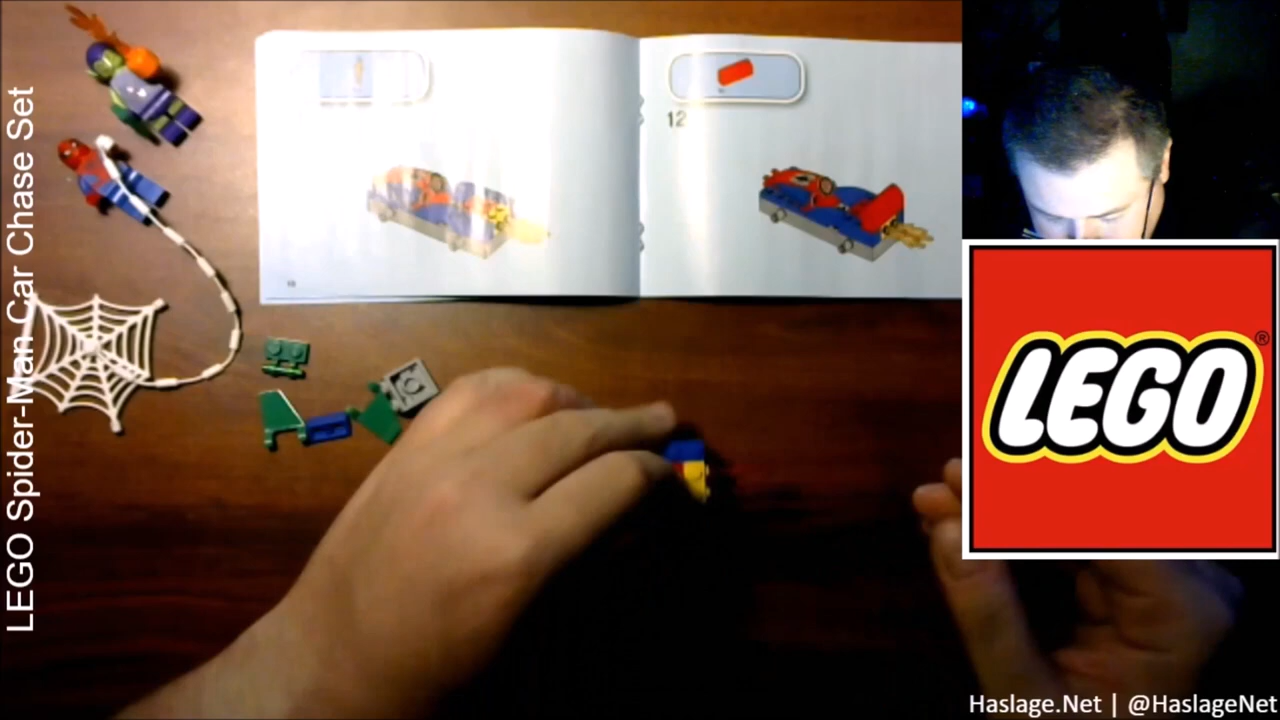 LEGO Spider-Man Car Chase Set
12
LEGO®
Haslage.Net | @HaslageNet